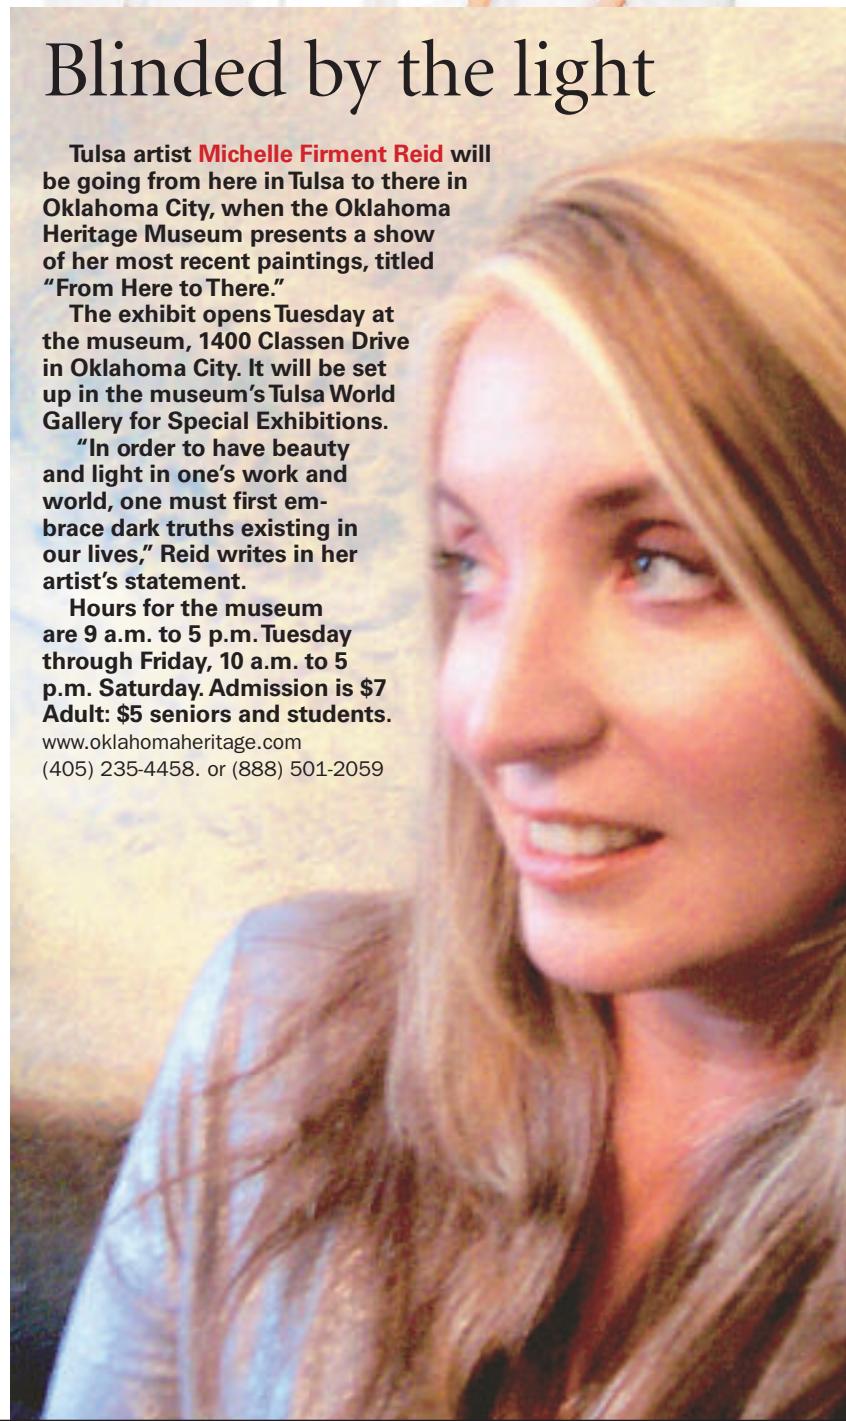 Blinded by the light
Tulsa artist Michelle Firment Reid will
be going from here in Tulsa to there in
Oklahoma City, when the Oklahoma
Heritage Museum presents a show
of her most recent paintings, titled
“From Here to There.”
The exhibit opens Tuesday at
the museum, 1400 Classen Drive
in Oklahoma City. It will be set
up in the museum’s Tulsa World
Gallery for Special Exhibitions.
“In order to have beauty
and light in one’s work and
world, one must first em-
brace dark truths existing in
our lives,” Reid writes in her
artist’s statement.
Hours for the museum
are 9 a.m. to 5 p.m. Tuesday
through Friday, 10 a.m. to 5
p.m. Saturday. Admission is $7
Adult: $5 seniors and students.
www.oklahomaheritage.com
(405) 235-4458. or (888) 501-2059